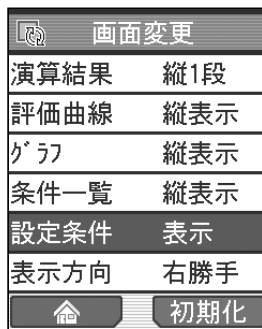 画面変更
演算結果 縦1段
評価曲線 縦表示
グラフ 縦表示
条件一覧 縦表示
設定条件 表示
表示方向 右勝手
初期化